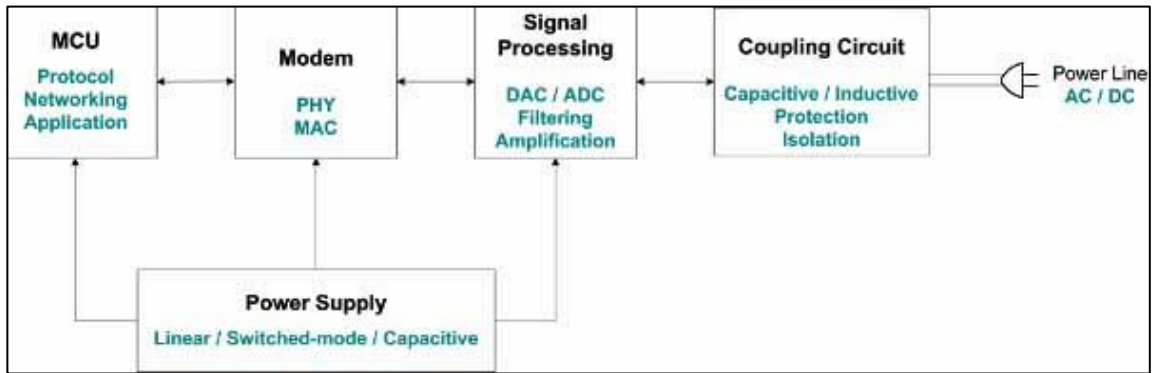 MCU
Protocol
Networking
Application
Modem
PHY
MAC
Signal
Processing
DAC / ADC
Filtering
Amplification
Coupling Circuit
Capacitive / Inductive
Protection
Isolation
Power Line
AC / DC
Power Supply
Linear / Switched-mode / Capacitive